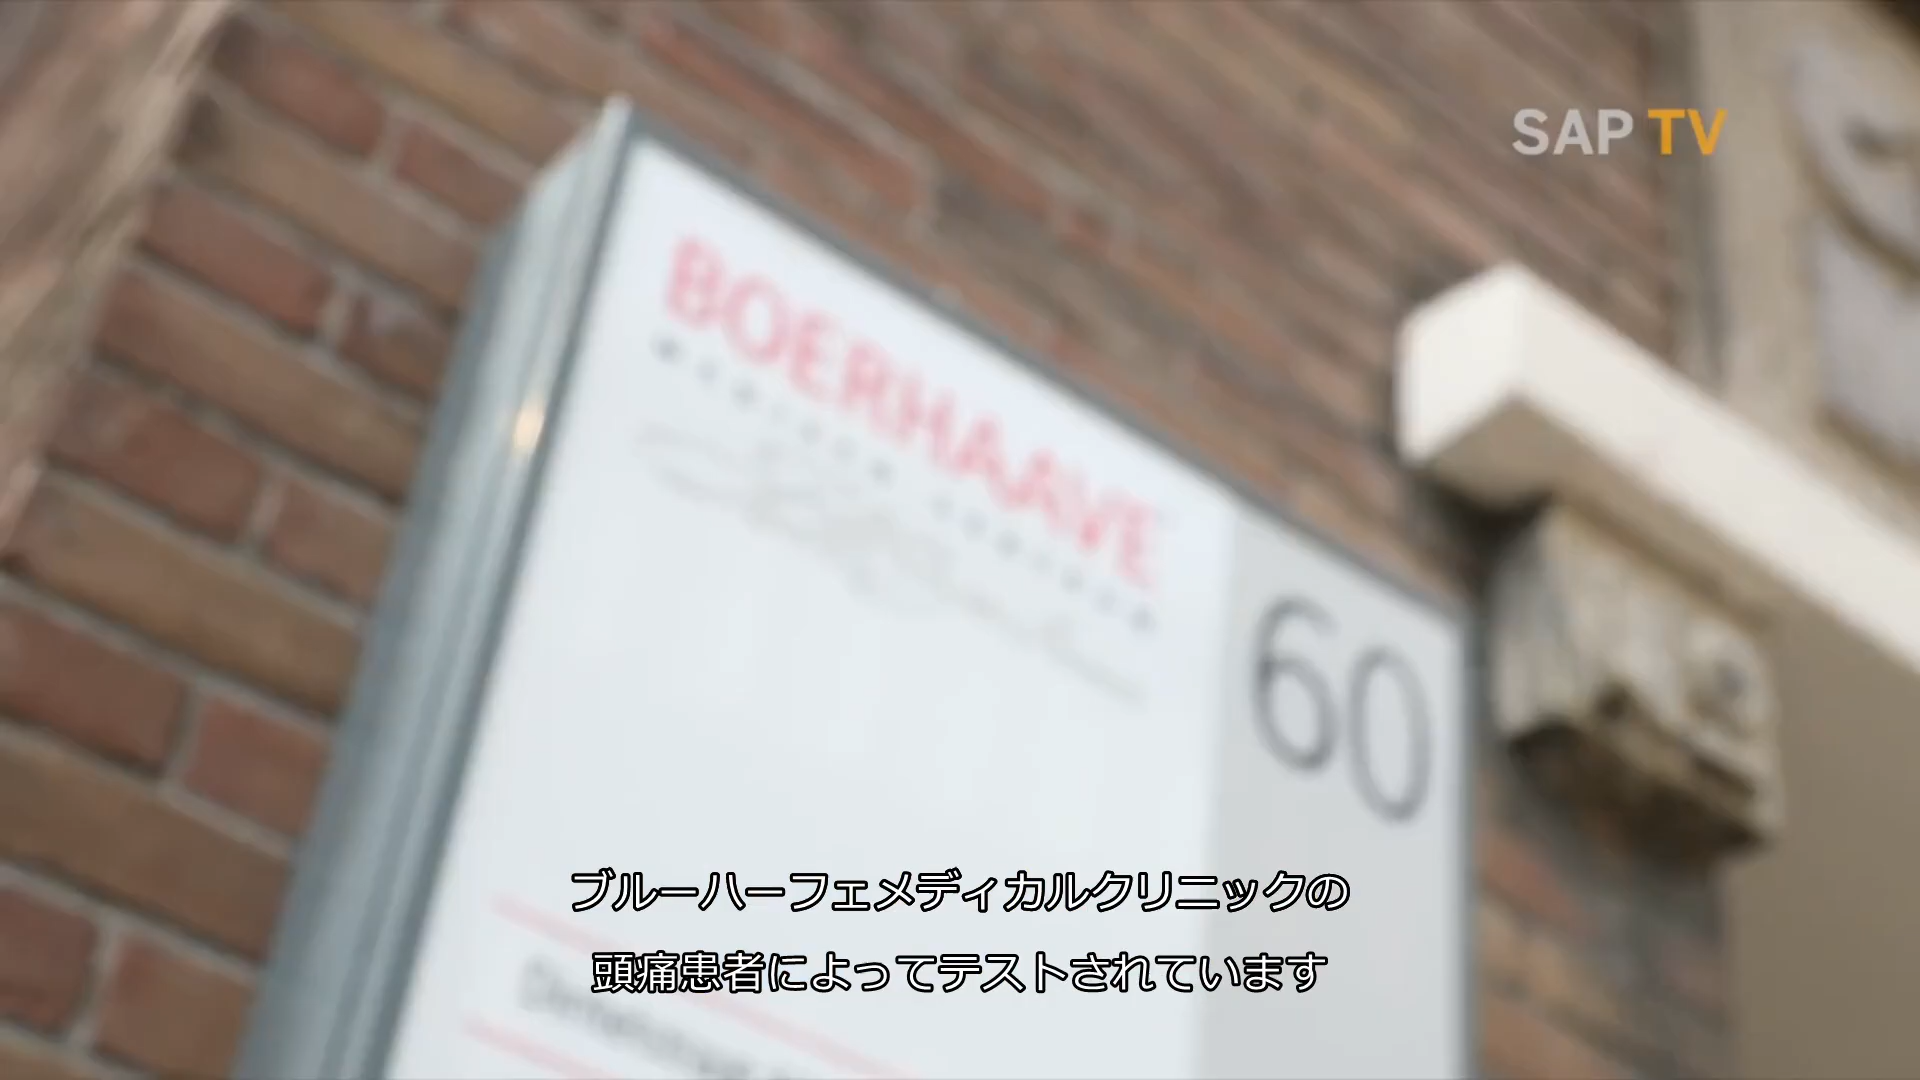 SAP TV
BOERHAAVE
60
ブルーハーフェメディカルクリニックの
頭痛患者によってテストされています